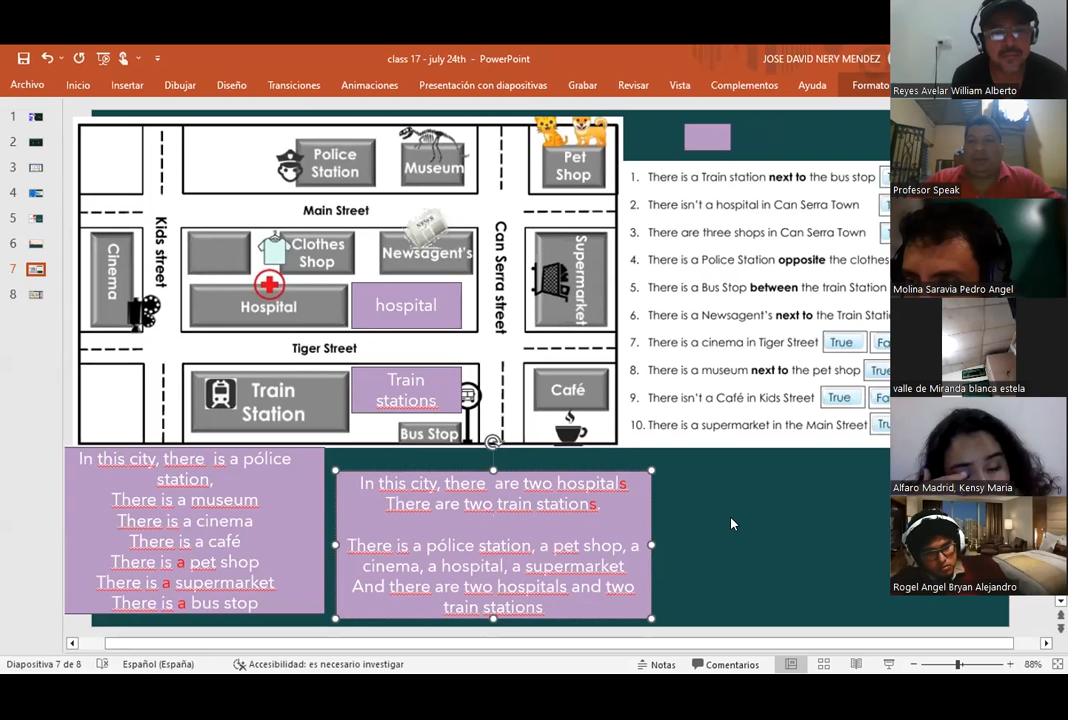 class 17 - july 24th - PowerPoint
JOSE DAVID NERY MENDEZ
Archivo
Inicio
Insertar
Dibujar
Diseño
Transiciones
Animaciones
Presentación con diapositivas
Grabar
Revisar
Vista
Complementos
Ayuda
Formato
1
2
3
4
5
6
7
8
Police
Station
Museum
Pet
Shop
Main Street
Kids street
Cinema
Clothes
Shop
NEWS
Newsagent's
Can Serra street
Supermarket
Hospital
hospital
Tiger Street
Train
Station
Train
stations
Bus Stop
Café
1. There is a Train station next to the bus stop
2. There isn't a hospital in Can Serra Town
3. There are three shops in Can Serra Town
4. There is a Police Station opposite the clothes
5. There is a Bus Stop between the train Station
6. There is a Newsagent's next to the Train
7. There is a cinema in Tiger Street True
8. There is a museum next to the pet shop
9. There isn't a Café in Kids Street True
10. There is a supermarket in the Main Street
In this city, there is a pólice
station,
There is a museum
There is a cinema
There is a café
There is a pet shop
There is a supermarket
There is a bus stop
In this city, there are two hospitals
There are two train stations.
There is a pólice station, a pet shop, a
cinema, a hospital, a supermarket
And there are two hospitals and two
train stations
Reyes Avelar William Alberto
Profesor Speak
Molina Saravia Pedro Angel
valle de Miranda blanca estela
Alfaro Madrid, Kensy Maria
Rogel Angel Bryan Alejandro
Diapositiva 7 de 8
Español (España)
Accesibilidad: es necesario investigar
Notas
Comentarios
88%